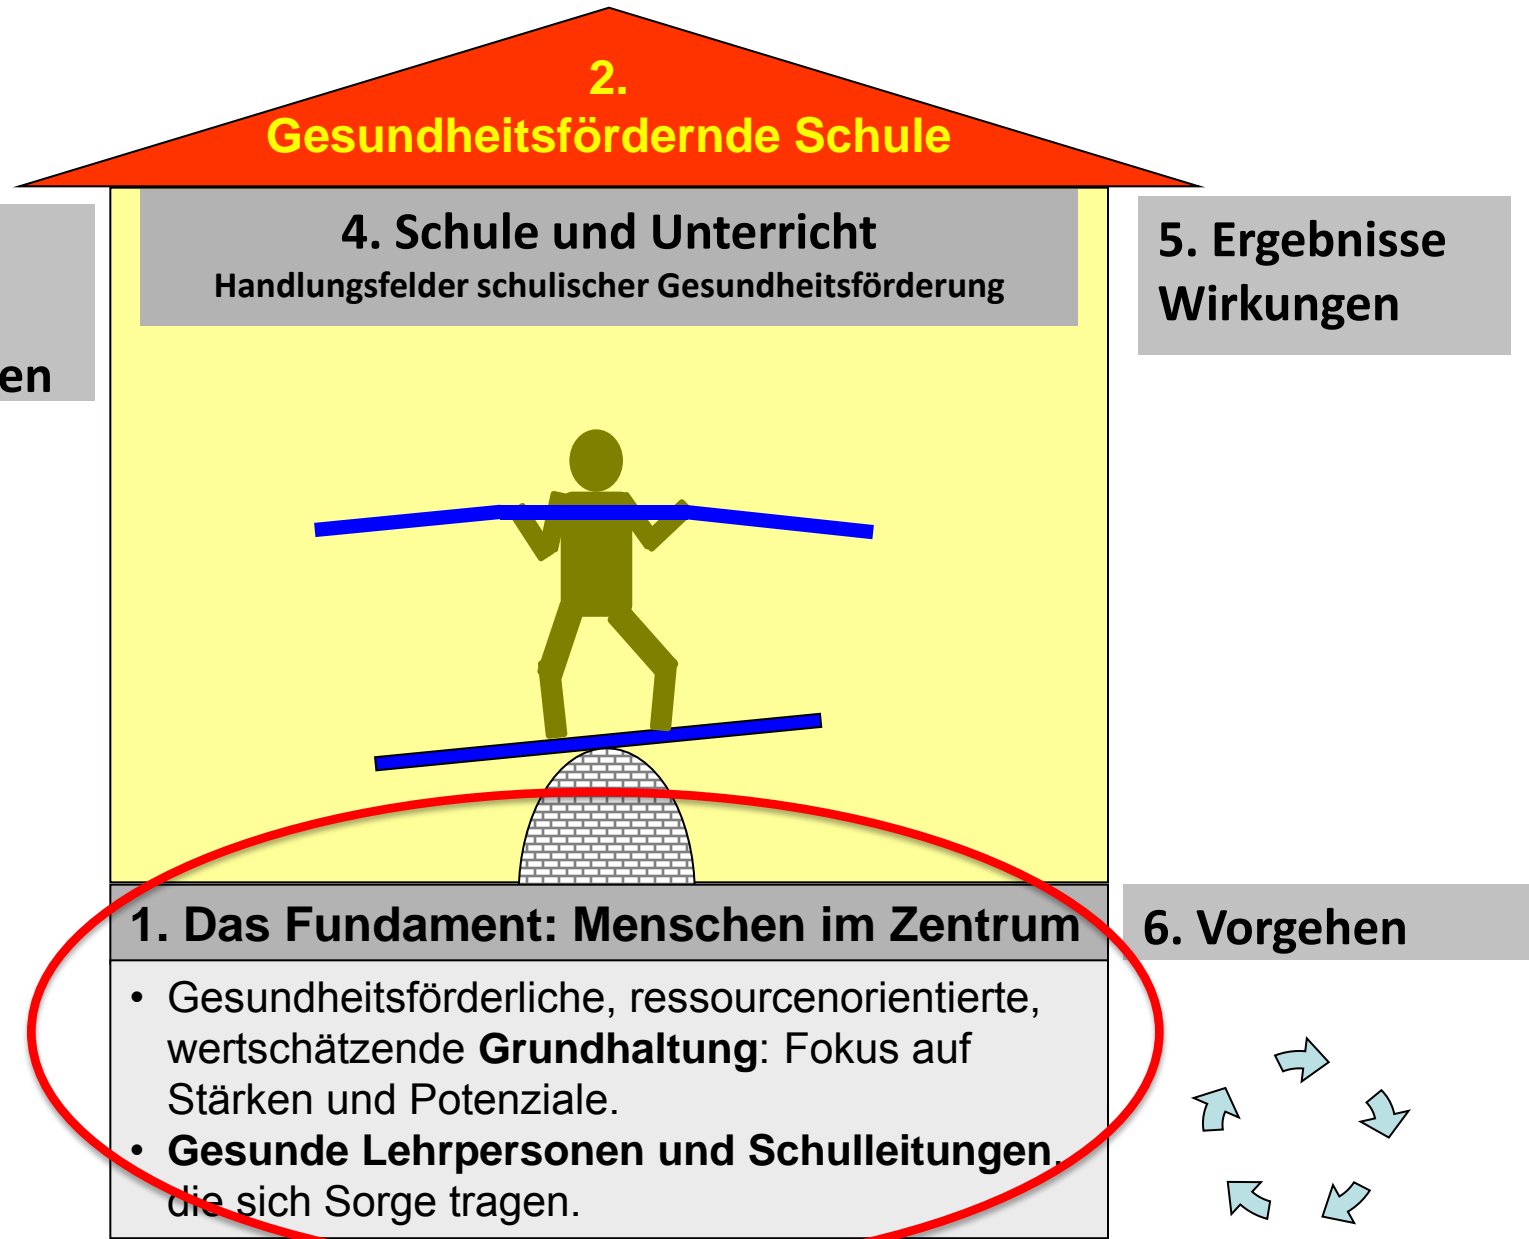 2.
Gesundheitsfördernde Schule
4. Schule und Unterricht
Handlungsfelder schulischer Gesundheitsförderung
en
5. Ergebnisse
Wirkungen
1. Das Fundament: Menschen im Zentrum
• Gesundheitsförderliche, ressourcenorientierte,
wertschätzende Grundhaltung: Fokus auf
Stärken und Potenziale.
• Gesunde Lehrpersonen und Schulleitungen,
die sich Sorge tragen.
6. Vorgehen